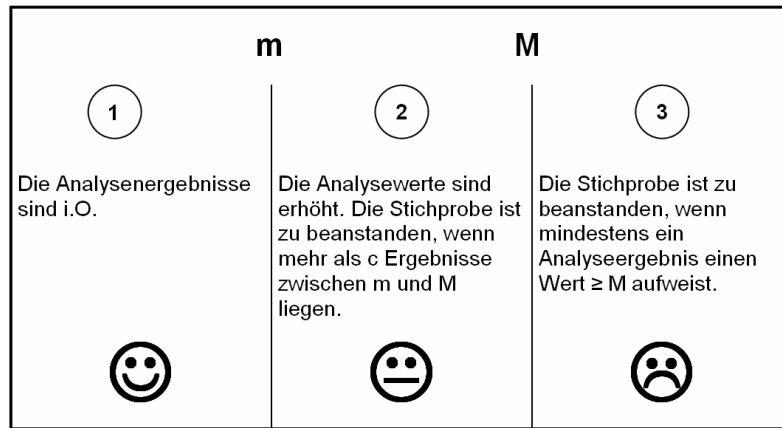 m
M
1
2
3
Die Analysenergebnisse
sind i.O.
Die Analysewerte sind
erhöht. Die Stichprobe ist
zu beanstanden, wenn
mehr als c Ergebnisse
zwischen m und M
liegen.
Die Stichprobe ist zu
beanstanden, wenn
mindestens ein
Analyseergebnis einen
Wert ≥ M aufweist.